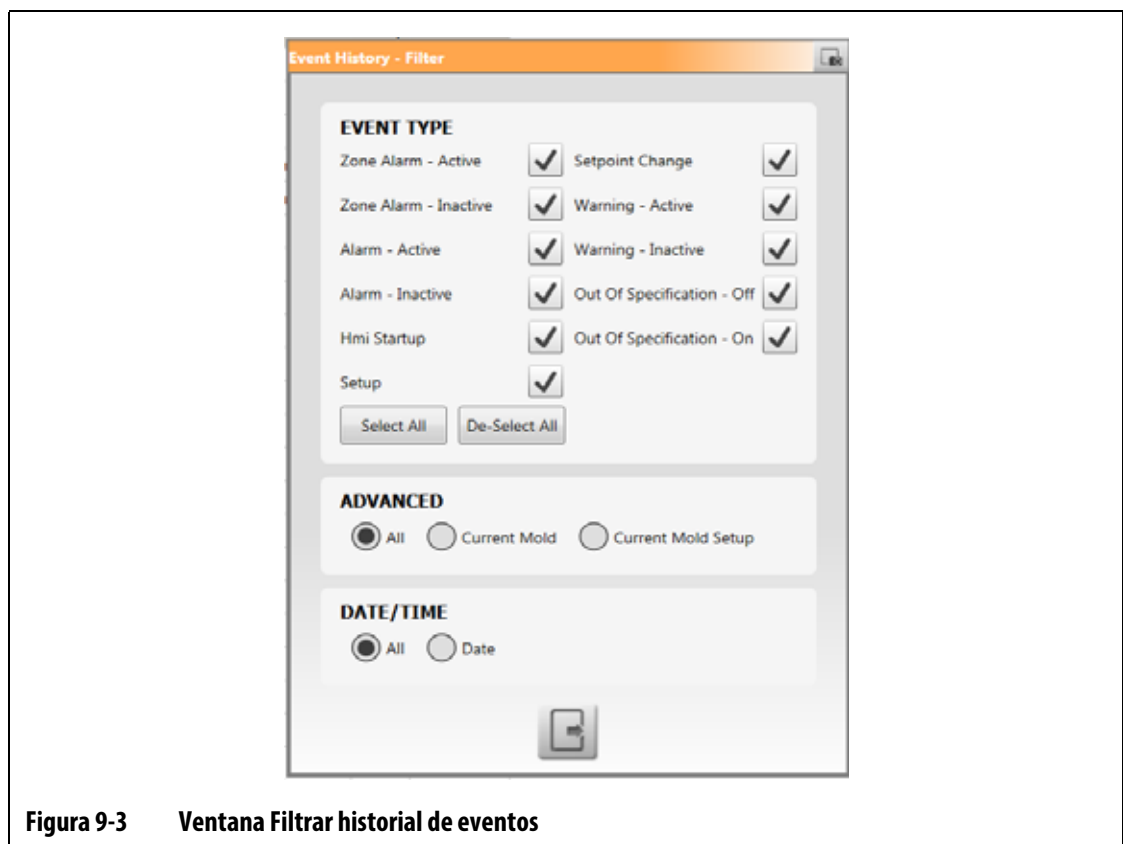 Event History - Filter
EVENT TYPE
Zone Alarm - Active Setpoint Change
Zone Alarm - Inactive Warning - Active
Alarm - Active Warning - Inactive
Alarm - Inactive Out Of Specification - Off
Hmi Startup Out Of Specification - On
Setup
Select All De-Select All
ADVANCED
All Current Mold Current Mold Setup
DATE/TIME
All Date
Figura 9-3 Ventana Filtrar historial de eventos